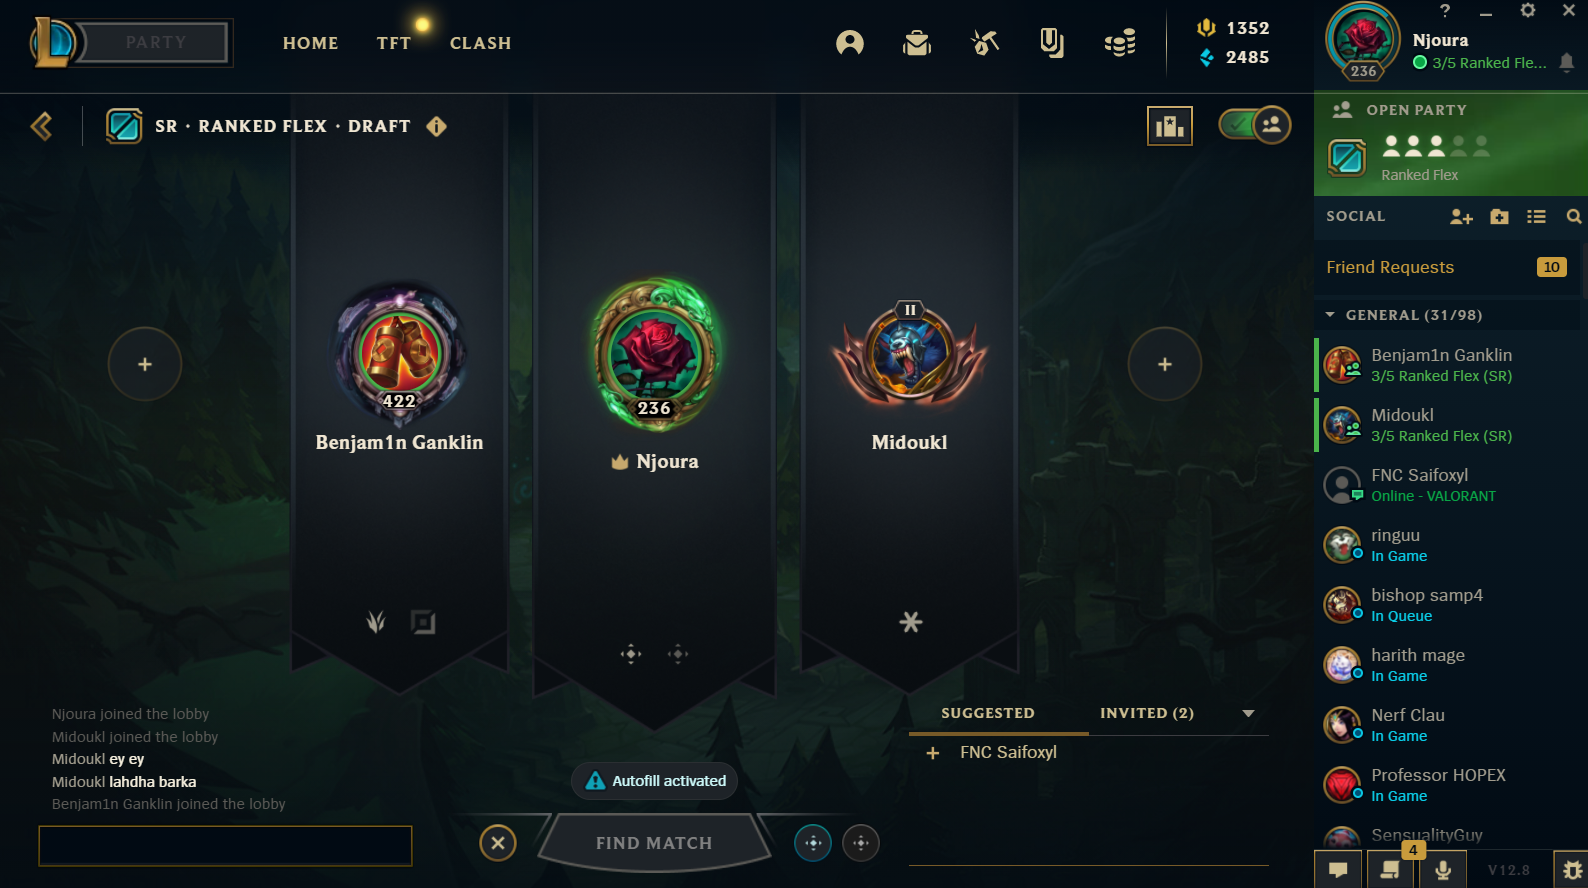 PARTY
HOME
TFT
CLASH
1352
2485
?
Njoura
236
3/5 Ranked Fle...
SR · RANKED FLEX · DRAFT
OPEN PARTY
Ranked Flex
SOCIAL
Friend Requests
10
GENERAL (31/98)
Benjam1n Ganklin
3/5 Ranked Flex (SR)
Midoukl
3/5 Ranked Flex (SR)
FNC Saifoxyl
Online - VALORANT
ringuu
In Game
bishop samp4
In Queue
harith mage
In Game
Nerf Clau
In Game
Professor HOPEX
In Game
SensualityGuy
4
V12.8
422
Benjam1n Ganklin
236
Njoura
II
Midoukl
Njoura joined the lobby
Midoukl joined the lobby
Midoukl ey ey
Midoukl lahdha barka
Benjam1n Ganklin joined the lobby
Autofill activated
FIND MATCH
SUGGESTED
INVITED (2)
+ FNC Saifoxyl